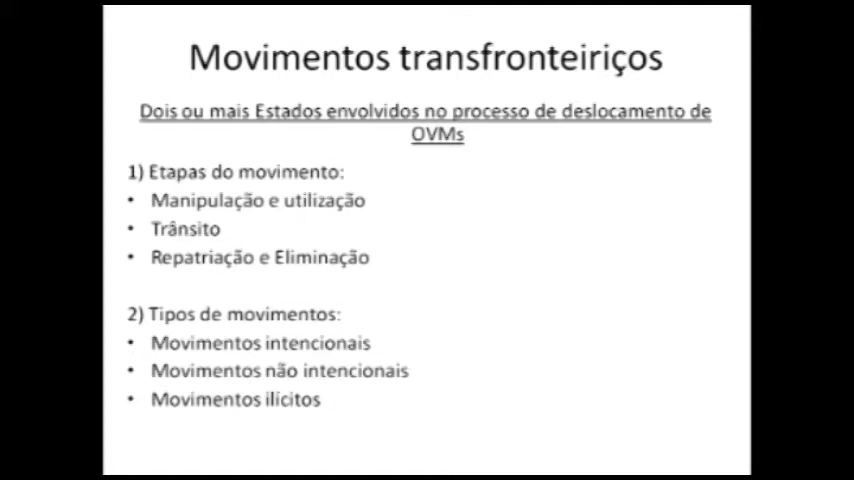 Movimentos transfronteiriços
Dois ou mais Estados envolvidos no processo de deslocamento de
OVMs
1) Etapas do movimento:
• Manipulação e utilização
• Trânsito
• Repatriação e Eliminação
2) Tipos de movimentos:
• Movimentos intencionais
• Movimentos não intencionais
• Movimentos ilícitos